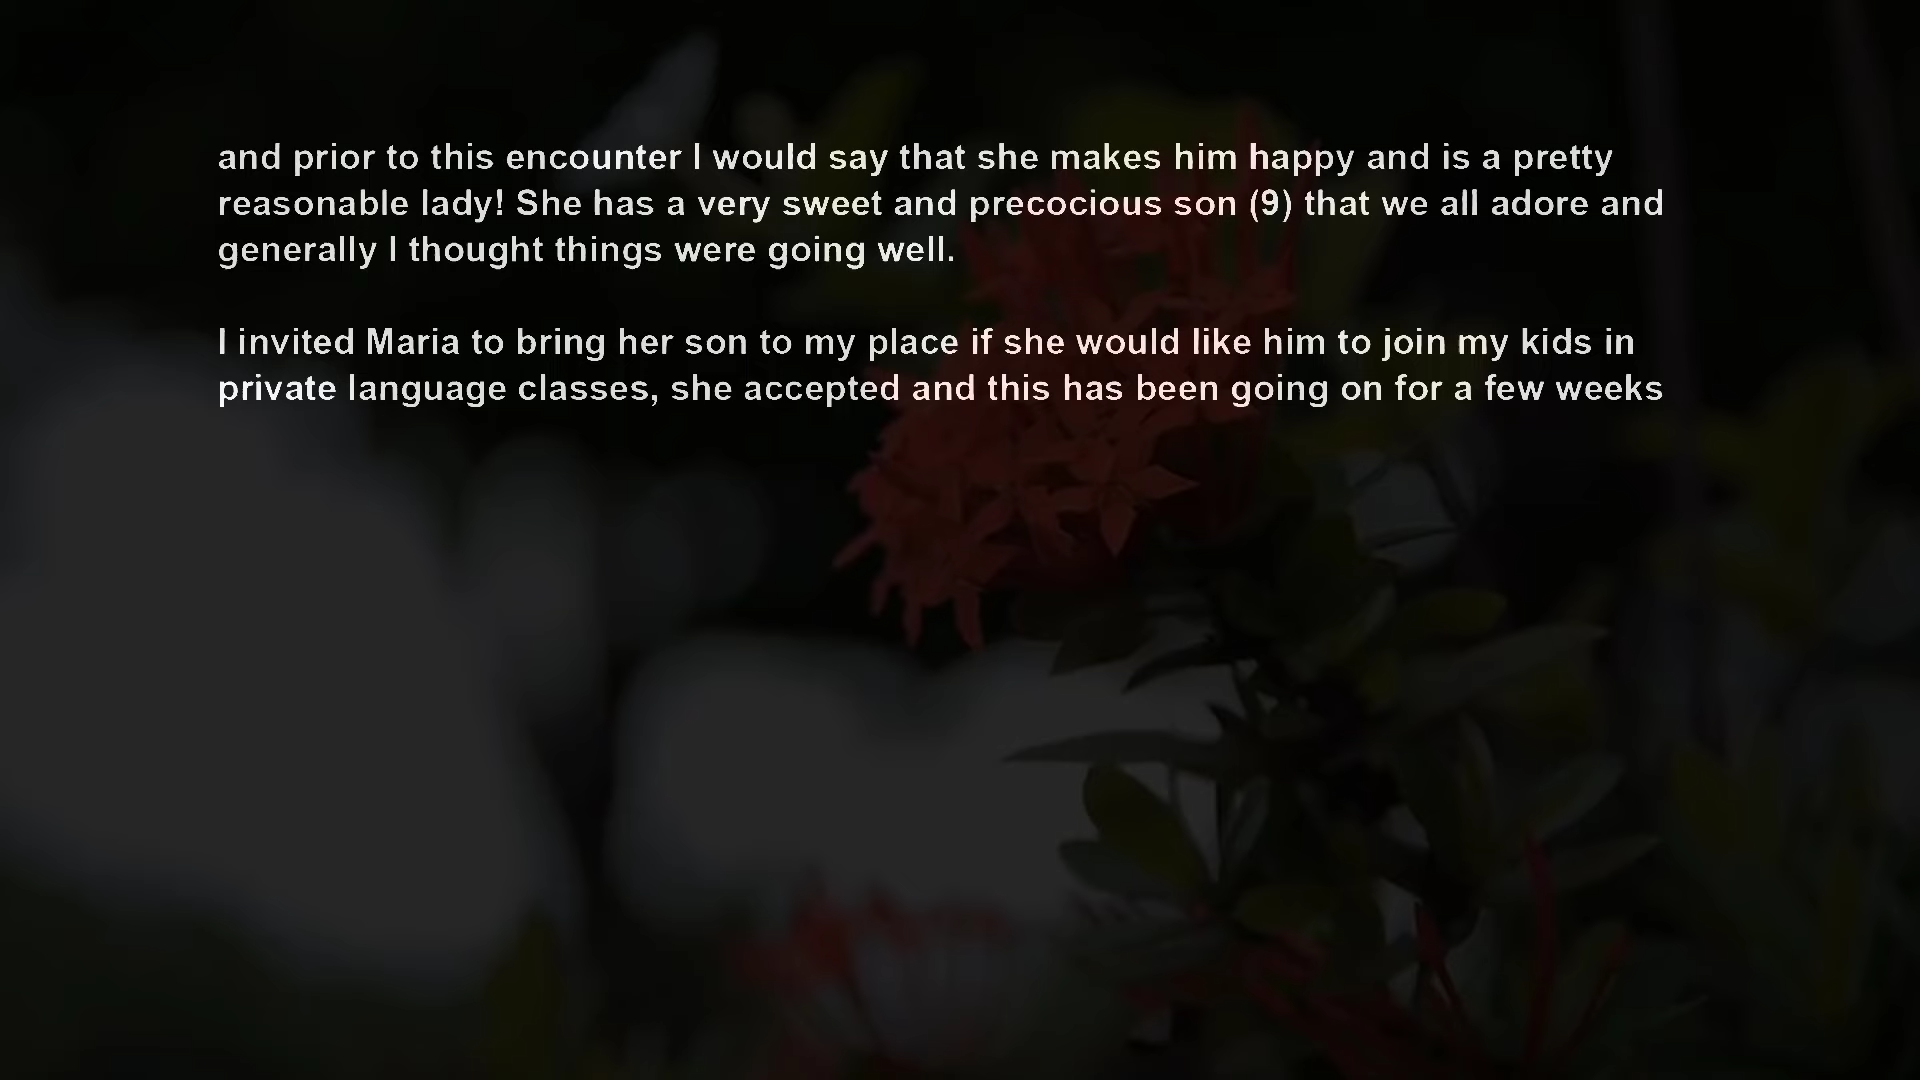 and prior to this encounter I would say that she makes him happy and is a pretty
reasonable lady! She has a very sweet and precocious son (9) that we all adore and
generally I thought things were going well.
I invited Maria to bring her son to my place if she would like him to join my kids in
private language classes, she accepted and this has been going on for a few weeks